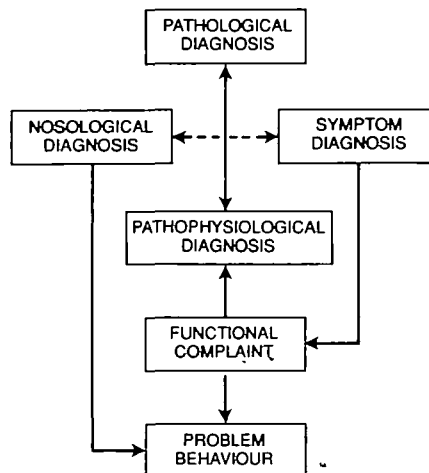 PATHOLOGICAL
DIAGNOSIS
NOSOLOGICAL
DIAGNOSIS
SYMPTOM
DIAGNOSIS
PATHOPHYSIOLOGICAL
DIAGNOSIS
FUNCTIONAL
COMPLAINT
PROBLEM
BEHAVIOUR